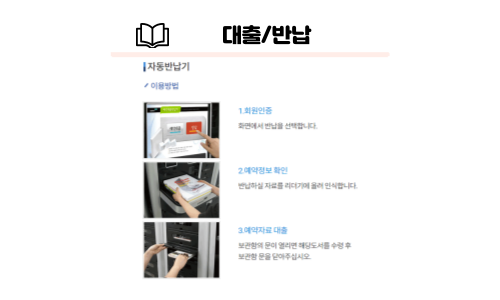 대출/반납
자동반납기
이용방법
1.회원인증
화면에서 반납을 선택합니다.
2.예약정보 확인
반납하실 자료를 리더기에 올려 인식합니다.
3.예약자료 대출
보관함의 문이 열리면 해당도서를 수령 후
보관함 문을 닫아주십시오.